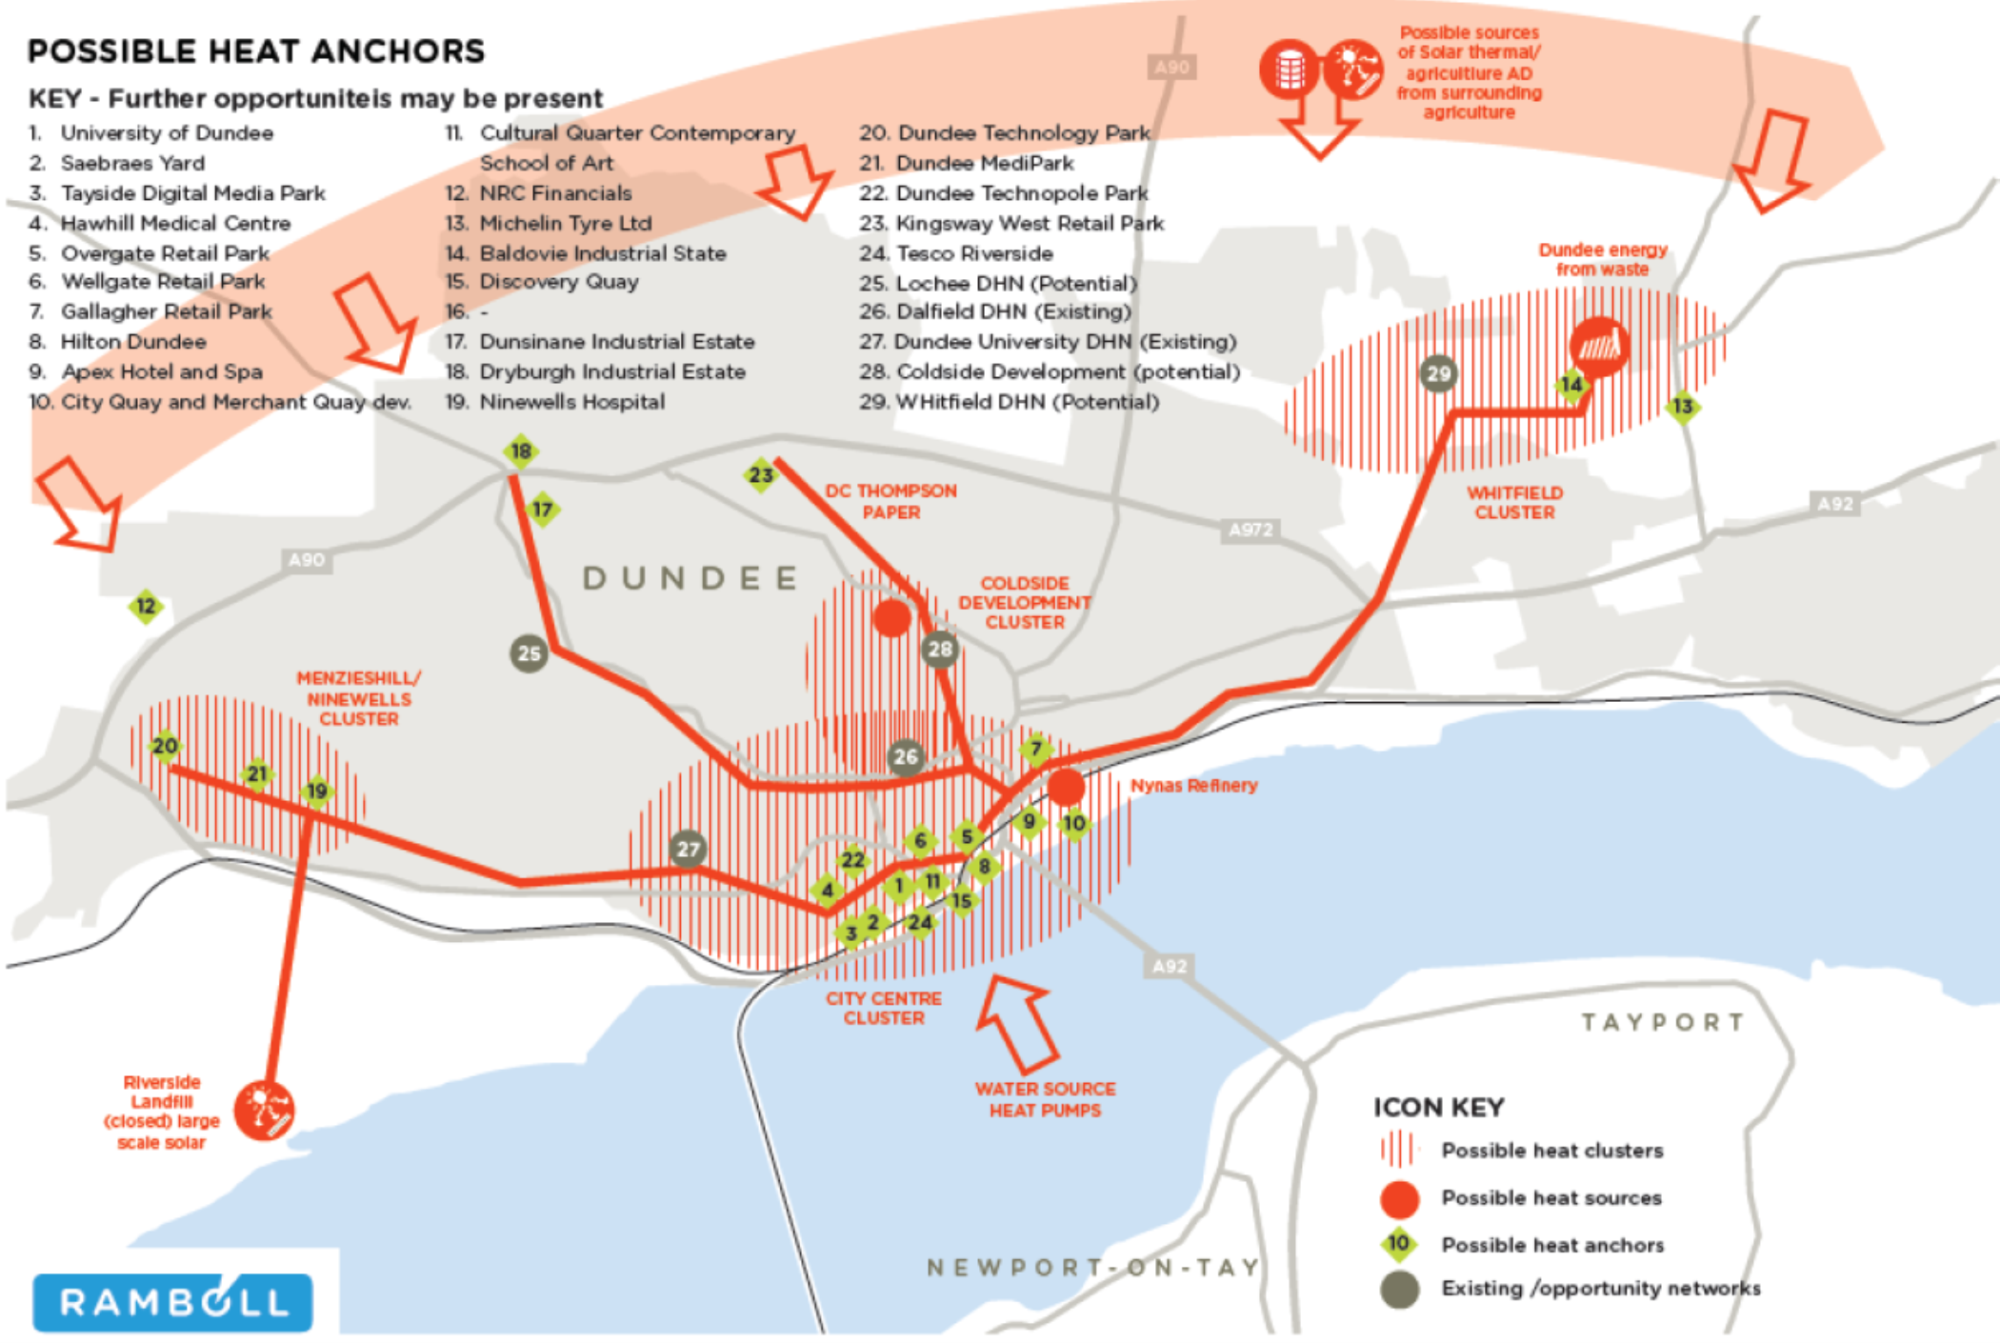 POSSIBLE HEAT ANCHORS
KEY - Further opportuniteis may be present
1. University of Dundee
2. Saebraes Yard
3. Tayside Digital Media Park
4. Hawhill Medical Centre
5. Overgate Retail Park
6. Wellgate Retail Park
7. Gallagher Retail Park
8. Hilton Dundee
9. Apex Hotel and Spa
10. City Quay and Merchant Quay dev.
11. Cultural Quarter Contemporary
School of Art
12. NRC Financials
13. Michelin Tyre Ltd
14. Baldovie Industrial State
15. Discovery Quay
16. -
17. Dunsinane Industrial Estate
18. Dryburgh Industrial Estate
19. Ninewells Hospital
20. Dundee Technology Park
21. Dundee MediPark
22. Dundee Technopole Park
23. Kingsway West Retail Park
24. Tesco Riverside
25. Lochee DHN (Potential)
26. Dalfield DHN (Existing)
27. Dundee University DHN (Existing)
28. Coldside Development (potential)
29. WHitfield DHN (Potential)
A90
Possible sources
of Solar thermal/
agricultlure AD
from surrounding
agriculture
Dundee energy
from waste
29
14
13
WHITFIELD
CLUSTER
A92
18
17
23
DC THOMPSON
PAPER
A972
A90
DUNDEE
12
COLDSIDE
DEVELOPMENT
CLUSTER
25
28
MENZIESHILL/
NINEWELLS
CLUSTER
20
21
19
26
7
Nynas Refinery
27
6
5
9
10
22
8
4
1
11
15
3
2
24
A92
CITY CENTRE
CLUSTER
WATER SOURCE
HEAT PUMPS
Riverside
Landfill
(closed) large
scale solar
TAYPORT
NEWPORT-ON-TAY
ICON KEY
Possible heat clusters
Possible heat sources
10 Possible heat anchors
Existing /opportunity networks
RAMBOLL